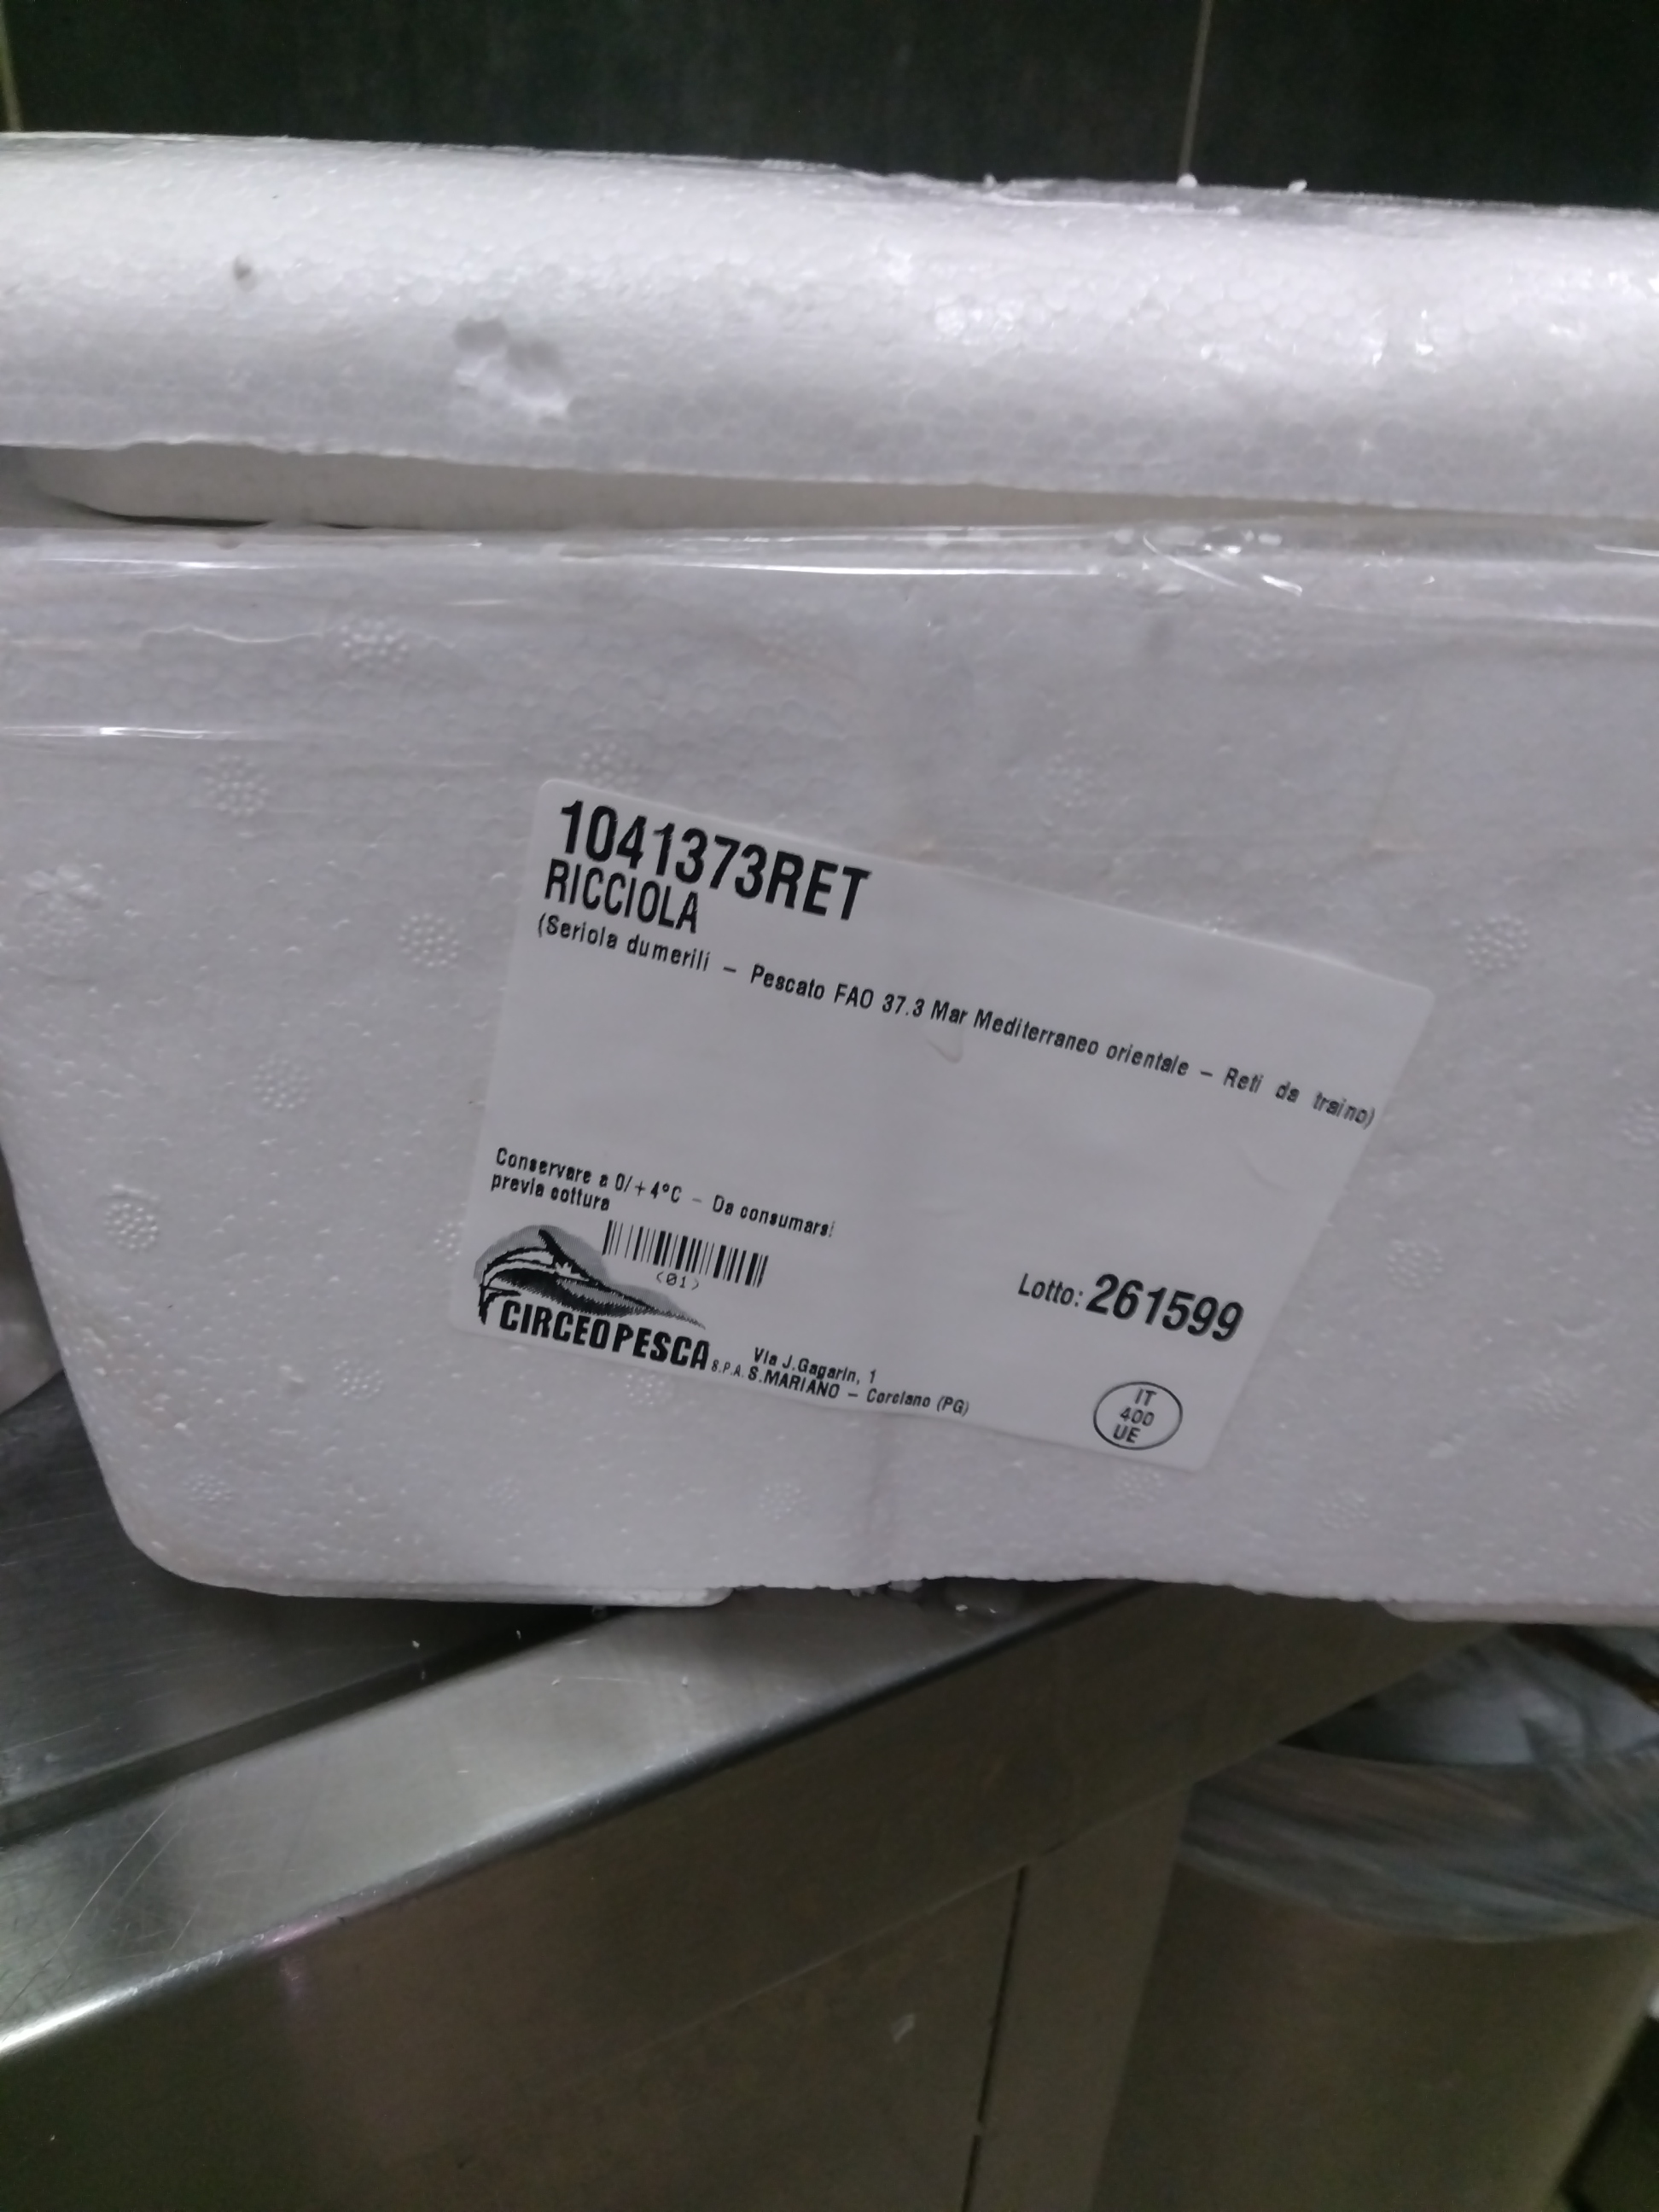 1041373RET
RICCIOLA
(Seriola dumerili – Pescato FAO 37.3 Mar Mediterraneo orientale – Reti da traino)
Conservare a 0/+4°C – Da consumarsi
previa cottura
(01)
CIRCEOPESCA S.P.A.
Via J.Gagarin, 1
S.MARIANO – Corciano (PG)
Lotto: 261599
IT
400
UE